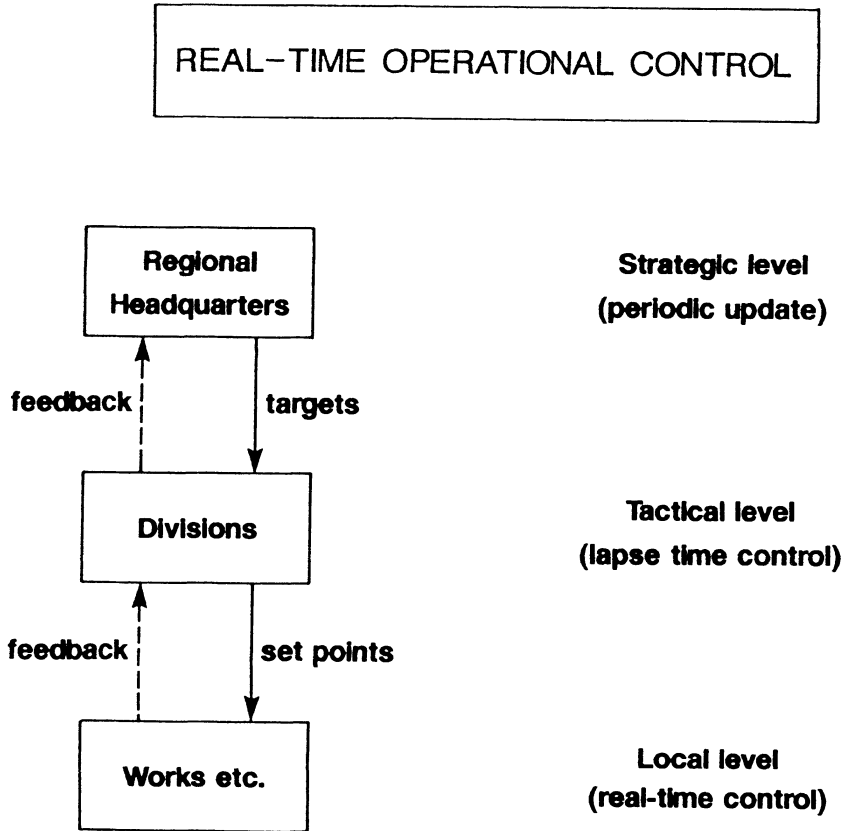 REAL-TIME OPERATIONAL CONTROL
Regional
Headquarters
Strategic level
(periodic update)
feedback
targets
Divisions
Tactical level
(lapse time control)
feedback
set points
Works etc.
Local level
(real-time control)